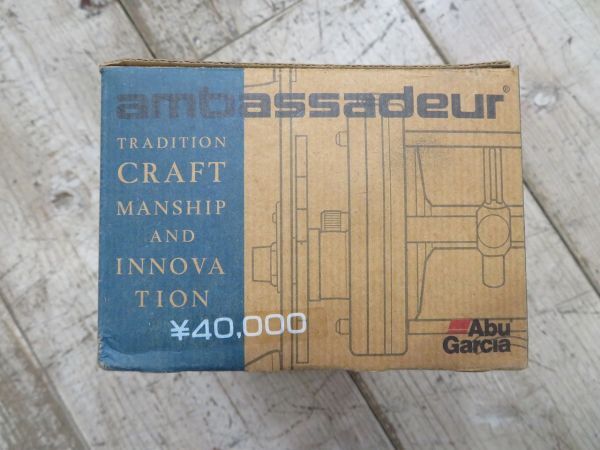 ambassadeur®
TRADITION
CRAFT
MANSHIP
AND
INNOVA
TION
¥40,000
Abu
Garcia